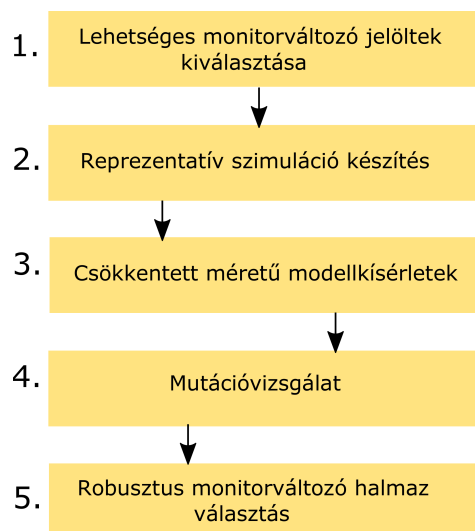 1. Lehetséges monitorváltozó jelöltek
kiválasztása
2. Reprezentatív szimuláció készítés
3. Csökkentett méretű modellkísérletek
4. Mutációvizsgálat
5. Robusztus monitorváltozó halmaz
választás